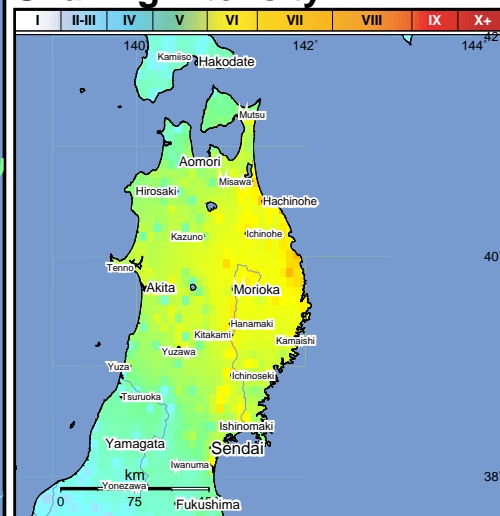 I II-III IV V VI VII VIII IX X+
140˚ 142˚ 144˚
42˚
Kamiiso Hakodate
Mutsu
Aomori
Misawa
Hirosaki
Hachinohe
Kazuno
Ichinohe
40˚
Tenno
Akita
Morioka
Hanamaki
Kitakami
Kamaishi
Yuzawa
Yuza
Ichinoseki
Tsuruoka
Ishinomaki
Yamagata
Sendai
Iwanuma
km
38˚
Yonezawa
0 75
Fukushima